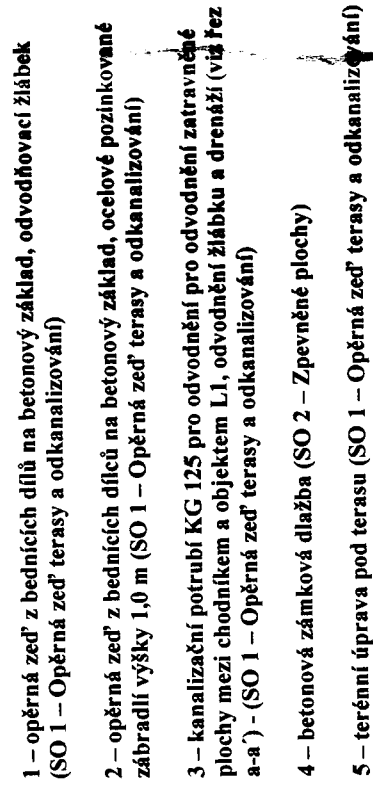 1 – opěrná zeď z bednících dílů na betonový základ, odvodňovací žlábek
(SO 1 – Opěrná zeď terasy a odkanalizování)
2 – opěrná zeď z bednících dílců na betonový základ, ocelové pozinkované
zábradlí výšky 1,0 m (SO 1 – Opěrná zeď terasy a odkanalizování)
3 – kanalizační potrubí KG 125 pro odvodnění pro odvodnění zatravněné
plochy mezi chodníkem a objektem L1, odvodnění žlábku a drenáží (viz řez
a-a´) - (SO 1 – Opěrná zeď terasy a odkanalizování)
4 – betonová zámková dlažba (SO 2 – Zpevněné plochy)
5 – terénní úprava pod terasu (SO 1 – Opěrná zeď terasy a odkanalizování)